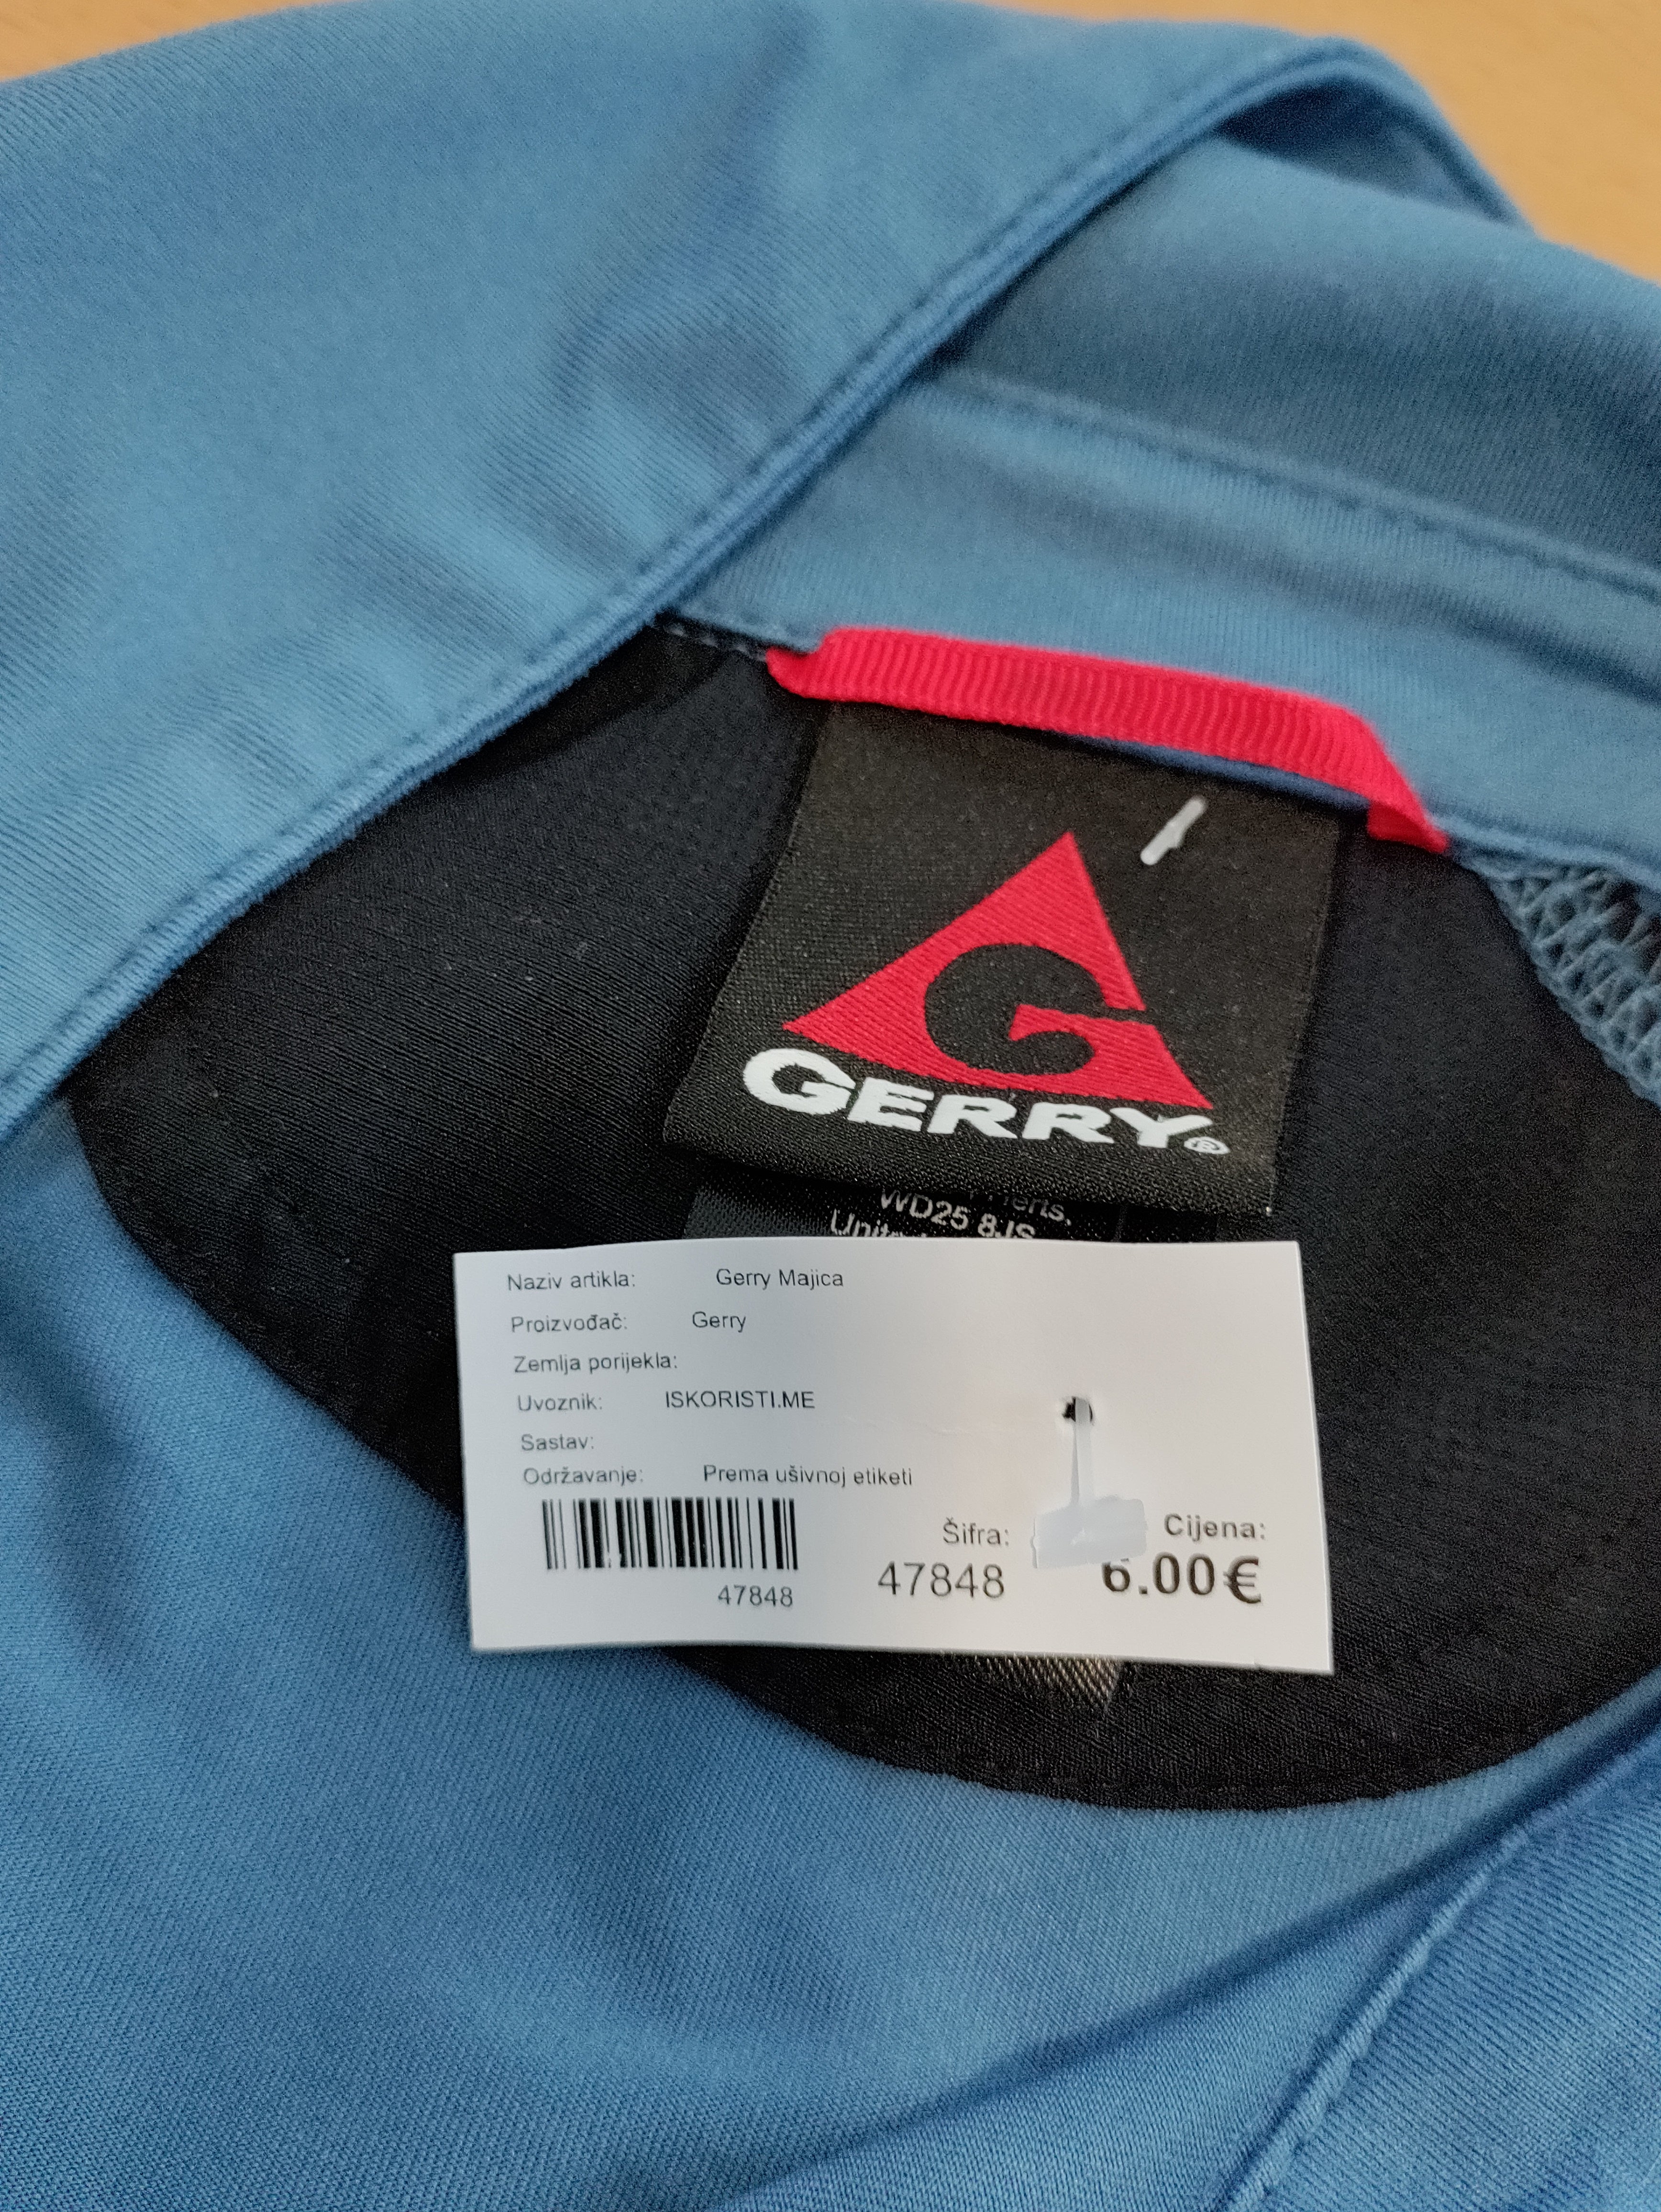 G
GERRY®
Herts,
WD25 8JS
Naziv artikla: Gerry Majica
Proizvođač: Gerry
Zemlja porijekla:
Uvoznik: ISKORISTI.ME
Sastav:
Održavanje: Prema ušivnoj etiketi
Šifra: Cijena:
47848 6.00€
47848